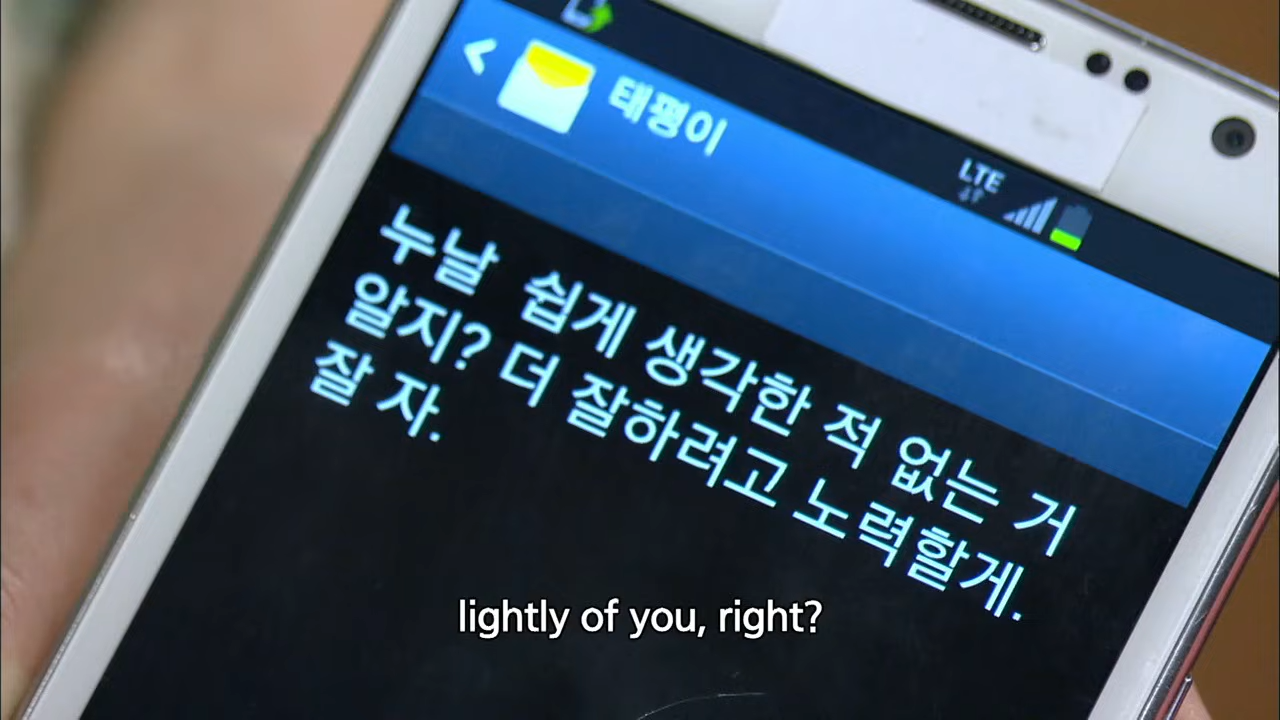 태평이
LTE
누날 쉽게 생각한 적 없는 거
알지? 더 잘하려고 노력할게.
잘 자.
lightly of you, right?